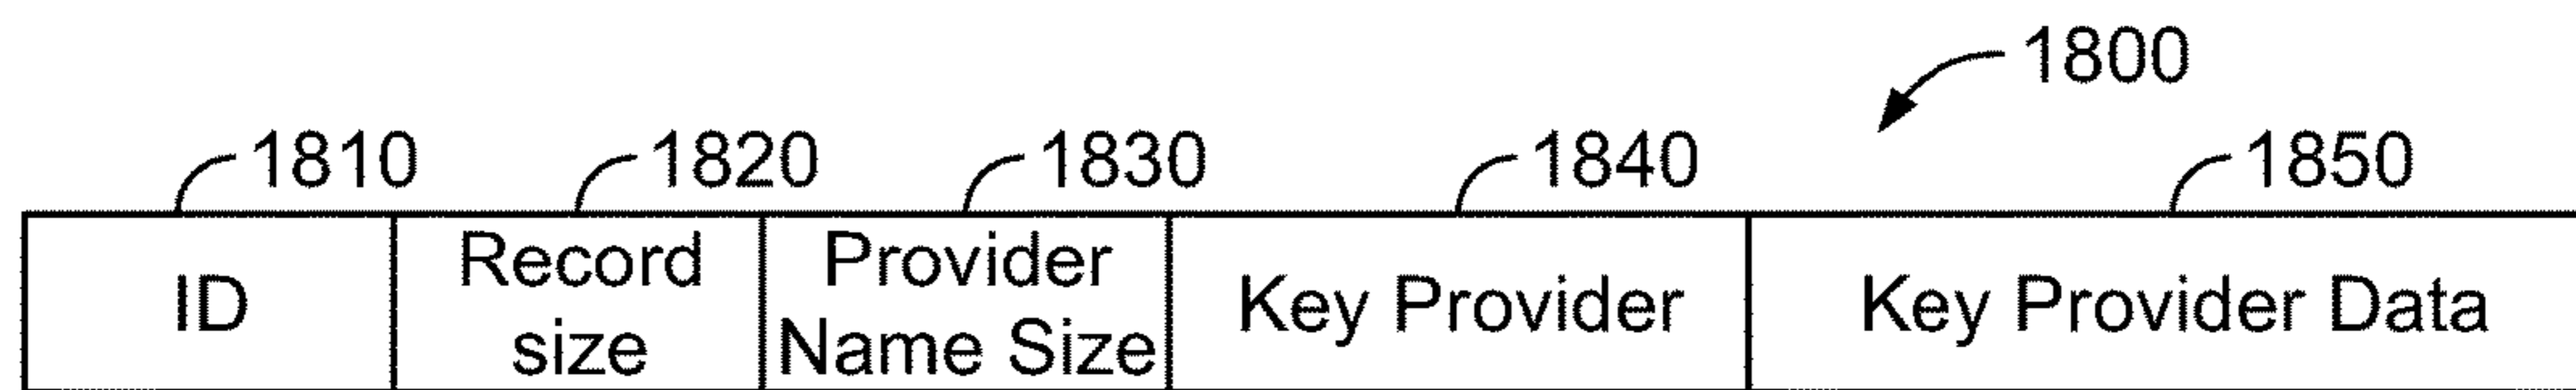 1800
1810
1820
1830
1840
1850
ID
Record
size
Provider
Name Size
Key Provider
Key Provider Data